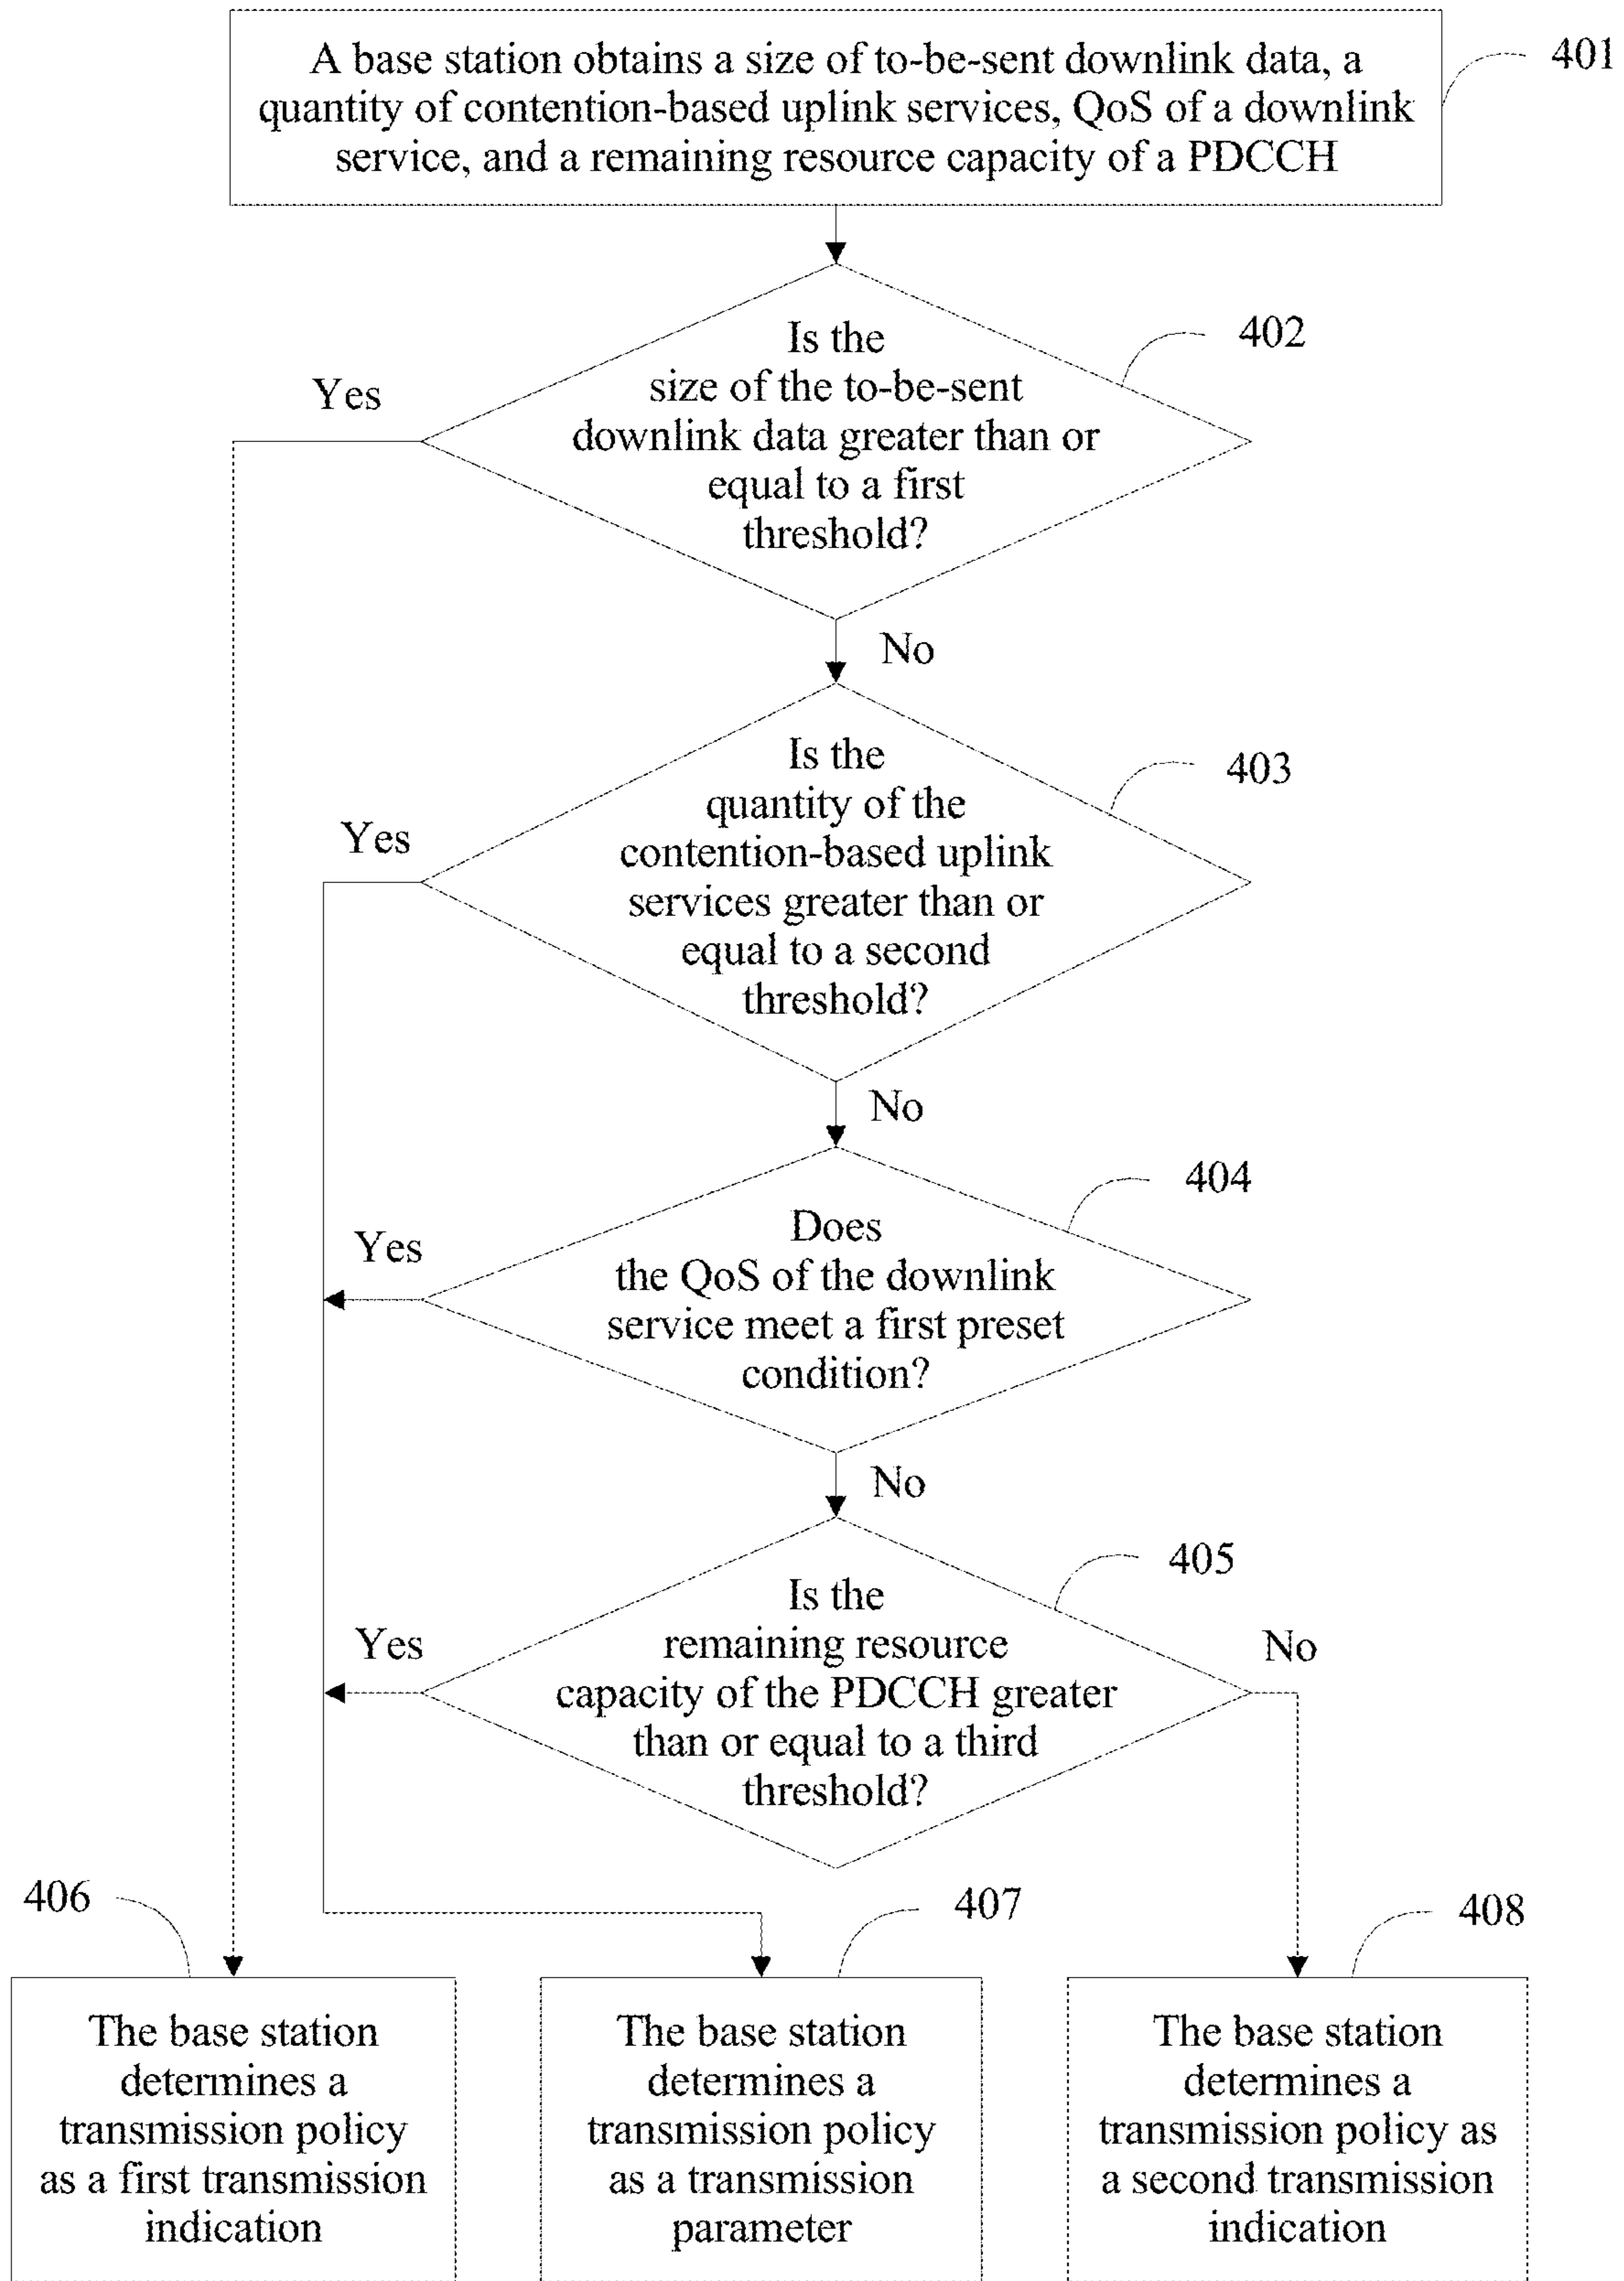 A base station obtains a size of to-be-sent downlink data, a
quantity of contention-based uplink services, QoS of a downlink
service, and a remaining resource capacity of a PDCCH
401
Is the
size of the to-be-sent
downlink data greater than or
equal to a first
threshold?
402
Yes
No
Is the
quantity of the
contention-based uplink
services greater than or
equal to a second
threshold?
403
Yes
No
Does
the QoS of the downlink
service meet a first preset
condition?
404
Yes
No
Is the
remaining resource
capacity of the PDCCH greater
than or equal to a third
threshold?
405
Yes
No
406
The base station
determines a
transmission policy
as a first transmission
indication
407
The base station
determines a
transmission policy
as a transmission
parameter
408
The base station
determines a
transmission policy as
a second transmission
indication